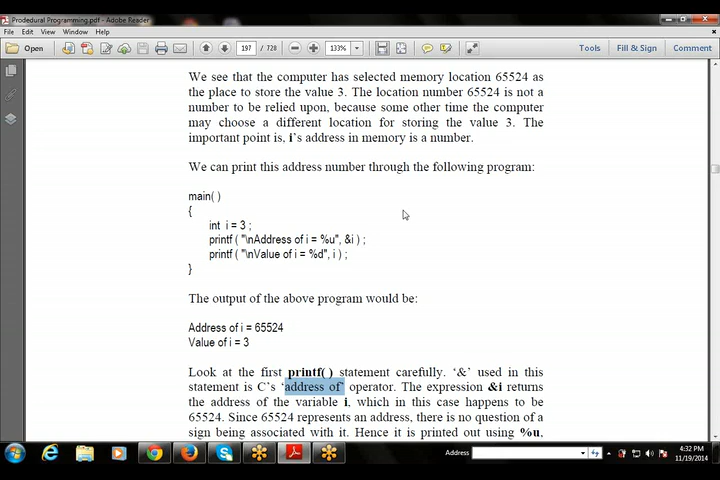 Prodedural Programming.pdf - Adobe Reader
File Edit View Window Help
Open 197 / 728 133% Tools Fill & Sign Comment
We see that the computer has selected memory location 65524 as
the place to store the value 3. The location number 65524 is not a
number to be relied upon, because some other time the computer
may choose a different location for storing the value 3. The
important point is, i's address in memory is a number.
We can print this address number through the following program:
main( )
{
int i = 3 ;
printf ( "\nAddress of i = %u", &i ) ;
printf ( "\nValue of i = %d", i ) ;
}
The output of the above program would be:
Address of i = 65524
Value of i = 3
Look at the first printf( ) statement carefully. ‘&’ used in this
statement is C’s ‘address of’ operator. The expression &i returns
the address of the variable i, which in this case happens to be
65524. Since 65524 represents an address, there is no question of a
sign being associated with it. Hence it is printed out using %u,
Address
4:32 PM
11/19/2014